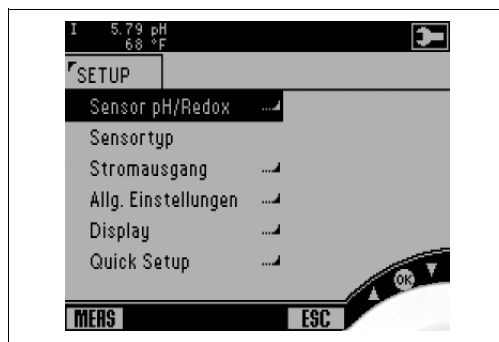 I 5.79 pH
68 °F
SETUP
Sensor pH/Redox ...
Sensortyp
Stromausgang ...
Allg. Einstellungen ...
Display ...
Quick Setup ...
OK
MEAS ESC